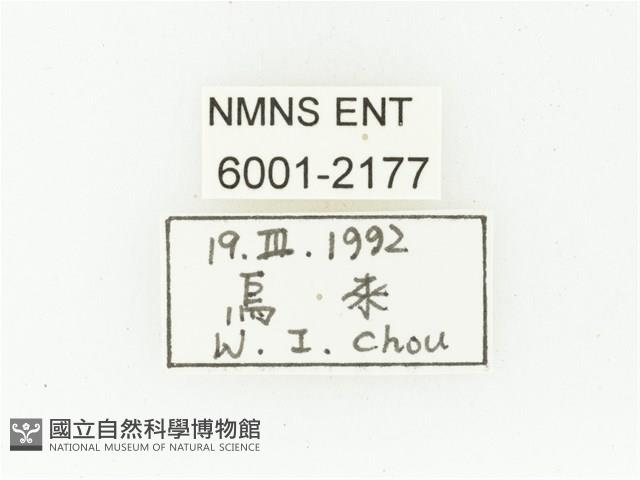 NMNS ENT
6001-2177
19.III.1992
烏 來
W. I. Chou
國立自然科學博物館
NATIONAL MUSEUM OF NATURAL SCIENCE